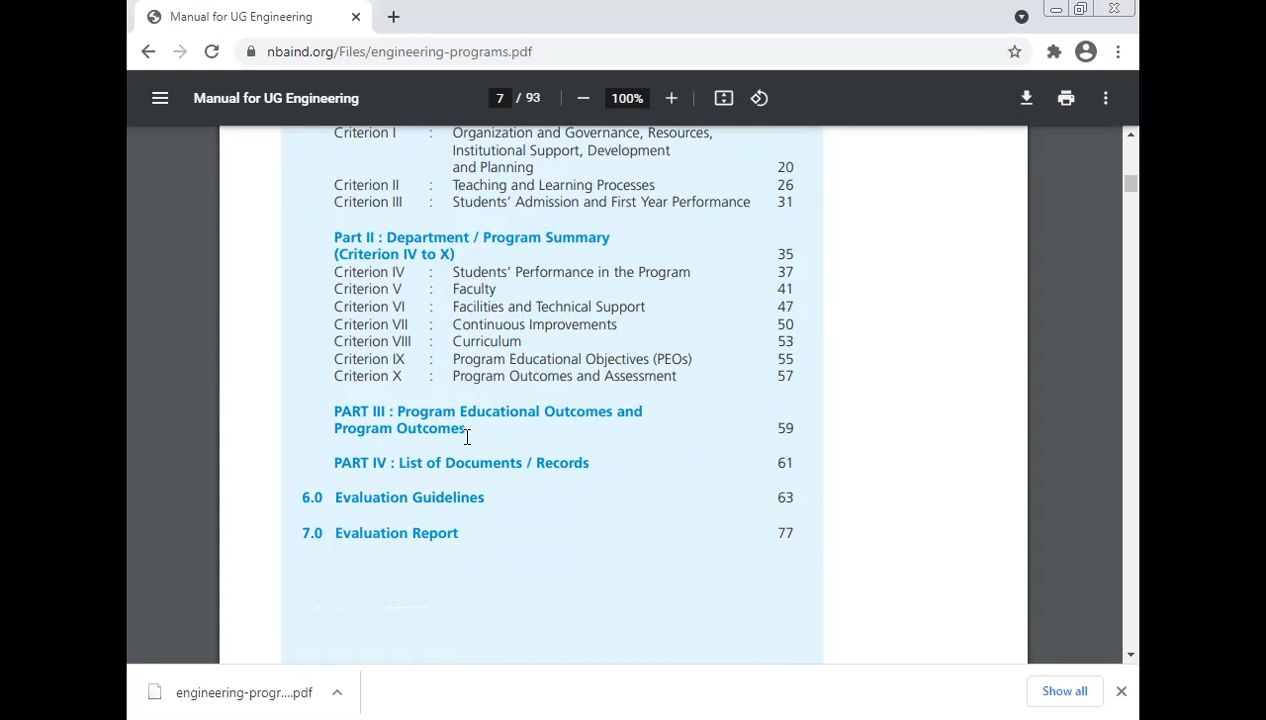 Manual for UG Engineering
nbaind.org/Files/engineering-programs.pdf
Manual for UG Engineering 7 / 93 100%
Criterion I : Organization and Governance, Resources,
Institutional Support, Development
and Planning 20
Criterion II : Teaching and Learning Processes 26
Criterion III : Students' Admission and First Year Performance 31
Part II : Department / Program Summary
(Criterion IV to X) 35
Criterion IV : Students' Performance in the Program 37
Criterion V : Faculty 41
Criterion VI : Facilities and Technical Support 47
Criterion VII : Continuous Improvements 50
Criterion VIII : Curriculum 53
Criterion IX : Program Educational Objectives (PEOs) 55
Criterion X : Program Outcomes and Assessment 57
PART III : Program Educational Outcomes and
Program Outcomes 59
PART IV : List of Documents / Records 61
6.0 Evaluation Guidelines 63
7.0 Evaluation Report 77
engineering-progr....pdf Show all